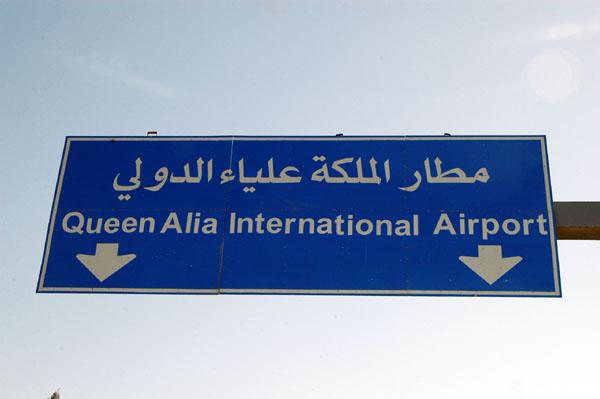 مطار الملكة علياء الدولي
Queen Alia International Airport